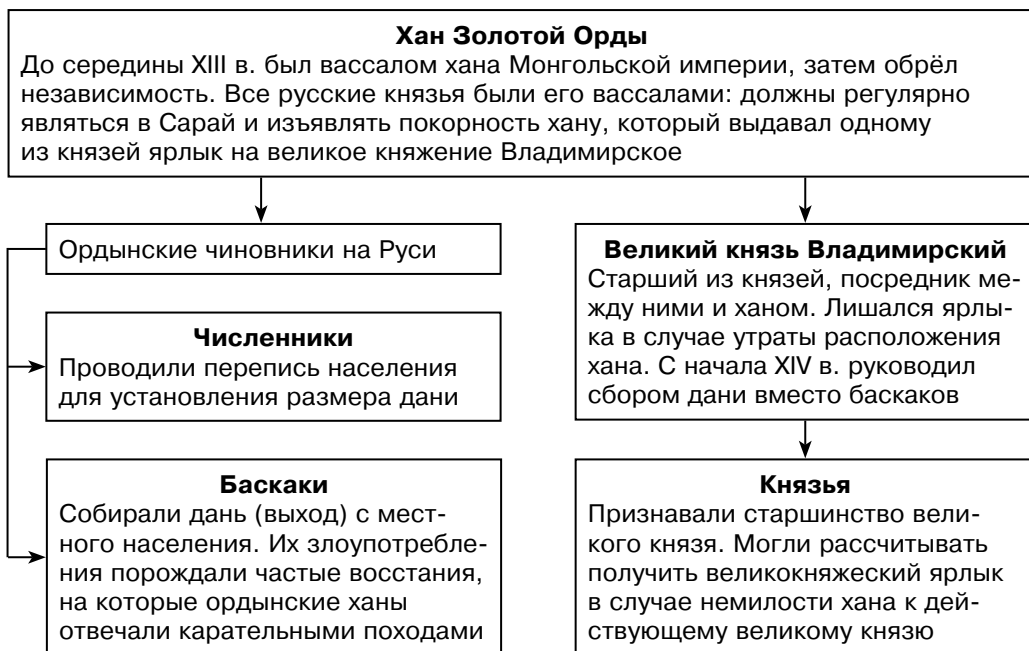 Хан Золотой Орды
До середины XIII в. был вассалом хана Монгольской империи, затем обрёл
независимость. Все русские князья были его вассалами: должны регулярно
являться в Сарай и изъявлять покорность хану, который выдавал одному
из князей ярлык на великое княжение Владимирское
Ордынские чиновники на Руси
Численники
Проводили перепись населения
для установления размера дани
Баскаки
Собирали дань (выход) с мест-
ного населения. Их злоупотребле-
ния порождали частые восстания,
на которые ордынские ханы
отвечали карательными походами
Великий князь Владимирский
Старший из князей, посредник ме-
жду ними и ханом. Лишался ярлы-
ка в случае утраты расположения
хана. С начала XIV в. руководил
сбором дани вместо баскаков
Князья
Признавали старшинство вели-
кого князя. Могли рассчитывать
получить великокняжеский ярлык
в случае немилости хана к дей-
ствующему великому князю